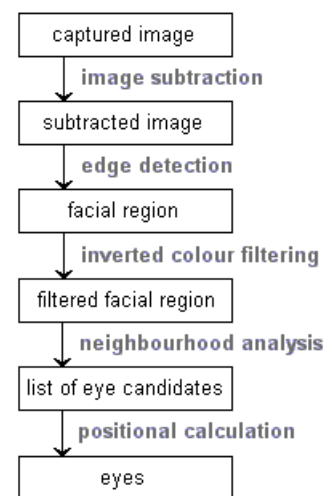 captured image
image subtraction
subtracted image
edge detection
facial region
inverted colour filtering
filtered facial region
neighbourhood analysis
list of eye candidates
positional calculation
eyes